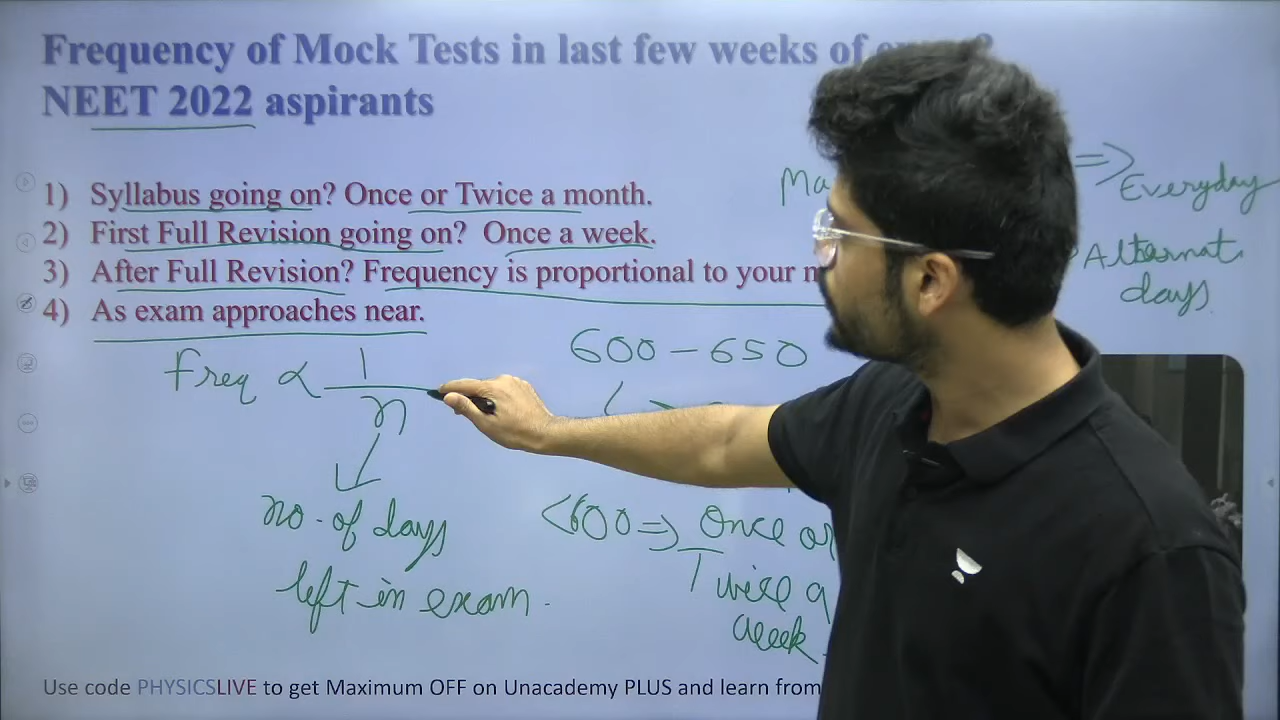 Frequency of Mock Tests in last few weeks of
NEET 2022 aspirants
1) Syllabus going on? Once or Twice a month.
2) First Full Revision going on? Once a week.
3) After Full Revision? Frequency is proportional to your
4) As exam approaches near.
=> Everyday
Alternat
days
Freq ∝ 1/n
no. of days
left in exam.
600 - 650
<600 => Once or
Twice a
week
Use code PHYSICSLIVE to get Maximum OFF on Unacademy PLUS and learn from